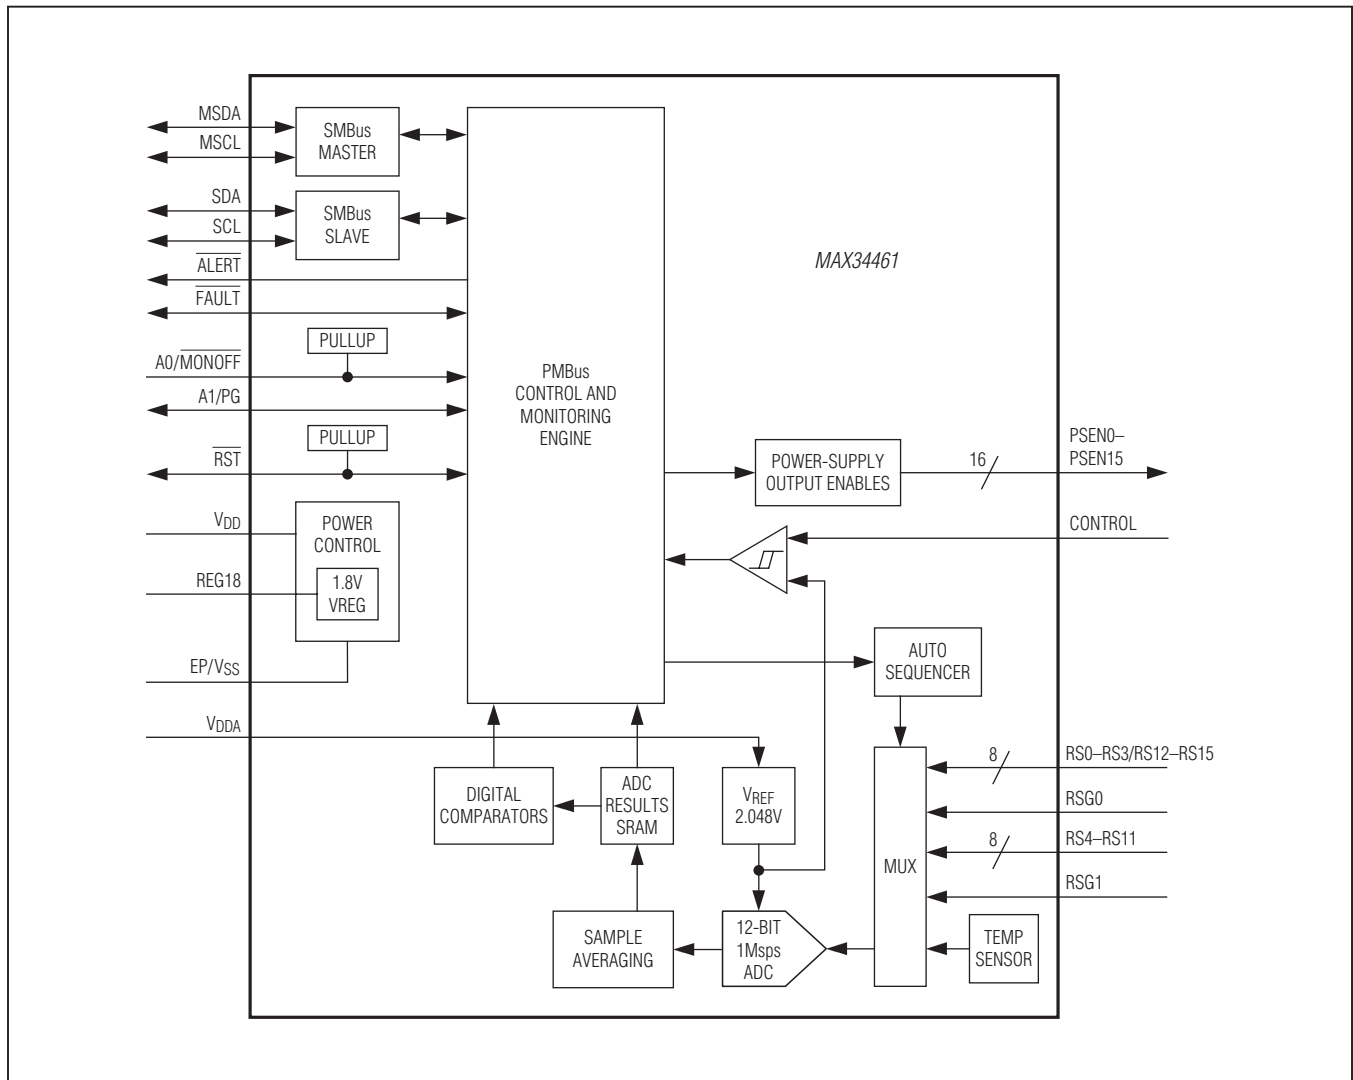 MSDA
MSCL
SMBus
MASTER
SDA
SCL
SMBus
SLAVE
ALERT
FAULT
PULLUP
A0/MONOFF
A1/PG
PULLUP
RST
VDD
POWER
CONTROL
REG18
1.8V
VREG
EP/VSS
VDDA
PMBus
CONTROL AND
MONITORING
ENGINE
MAX34461
POWER-SUPPLY
OUTPUT ENABLES
16
PSEN0–
PSEN15
CONTROL
AUTO
SEQUENCER
DIGITAL
COMPARATORS
ADC
RESULTS
SRAM
VREF
2.048V
MUX
8
RS0–RS3/RS12–RS15
RSG0
8
RS4–RS11
RSG1
SAMPLE
AVERAGING
12-BIT
1Msps
ADC
TEMP
SENSOR